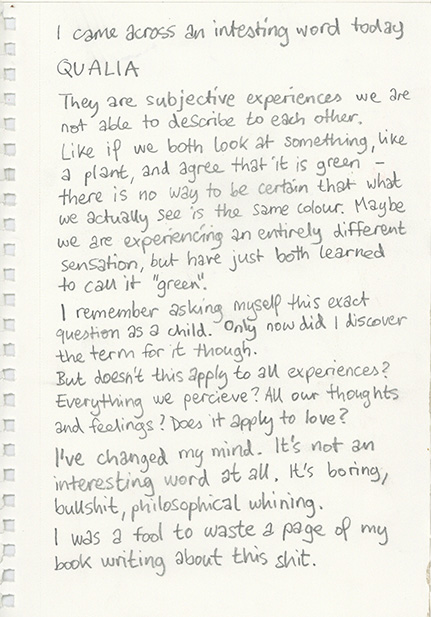 I came across an intesting word today
QUALIA
They are subjective experiences we are
not able to describe to each other.
Like if we both look at something, like
a plant, and agree that it is green –
there is no way to be certain that what
we actually see is the same colour. Maybe
we are experiencing an entirely different
sensation, but have just both learned
to call it "green".
I remember asking myself this exact
question as a child. Only now did I discover
the term for it though.
But doesn't this apply to all experiences?
Everything we percieve? All our thoughts
and feelings? Does it apply to love?
I've changed my mind. It's not an
interesting word at all. It's boring,
bullshit, philosophical whining.
I was a fool to waste a page of my
book writing about this shit.